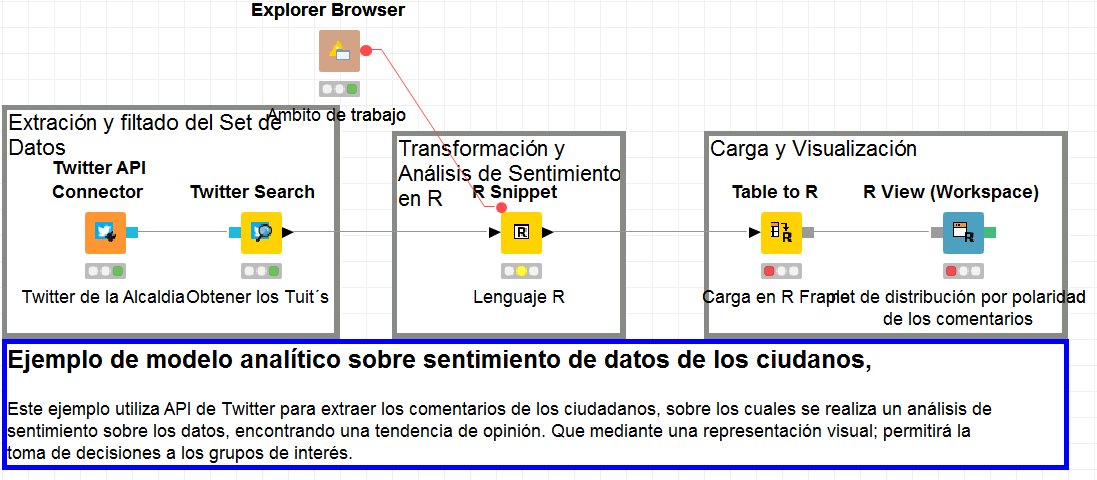 Explorer Browser
Ambito de trabajo
Extración y filtado del Set de
Datos
Twitter API
Connector
Twitter Search
Twitter de la Alcaldia
Obtener los Tuit´s
Transformación y
Análisis de Sentimiento
en R
R Snippet
R
Lenguaje R
Carga y Visualización
Table to R
R
R View (Workspace)
R
Carga en R Frame
plot de distribución por polaridad
de los comentarios
Ejemplo de modelo analítico sobre sentimiento de datos de los ciudanos,
Este ejemplo utiliza API de Twitter para extraer los comentarios de los ciudadanos, sobre los cuales se realiza un análisis de
sentimiento sobre los datos, encontrando una tendencia de opinión. Que mediante una representación visual; permitirá la
toma de decisiones a los grupos de interés.